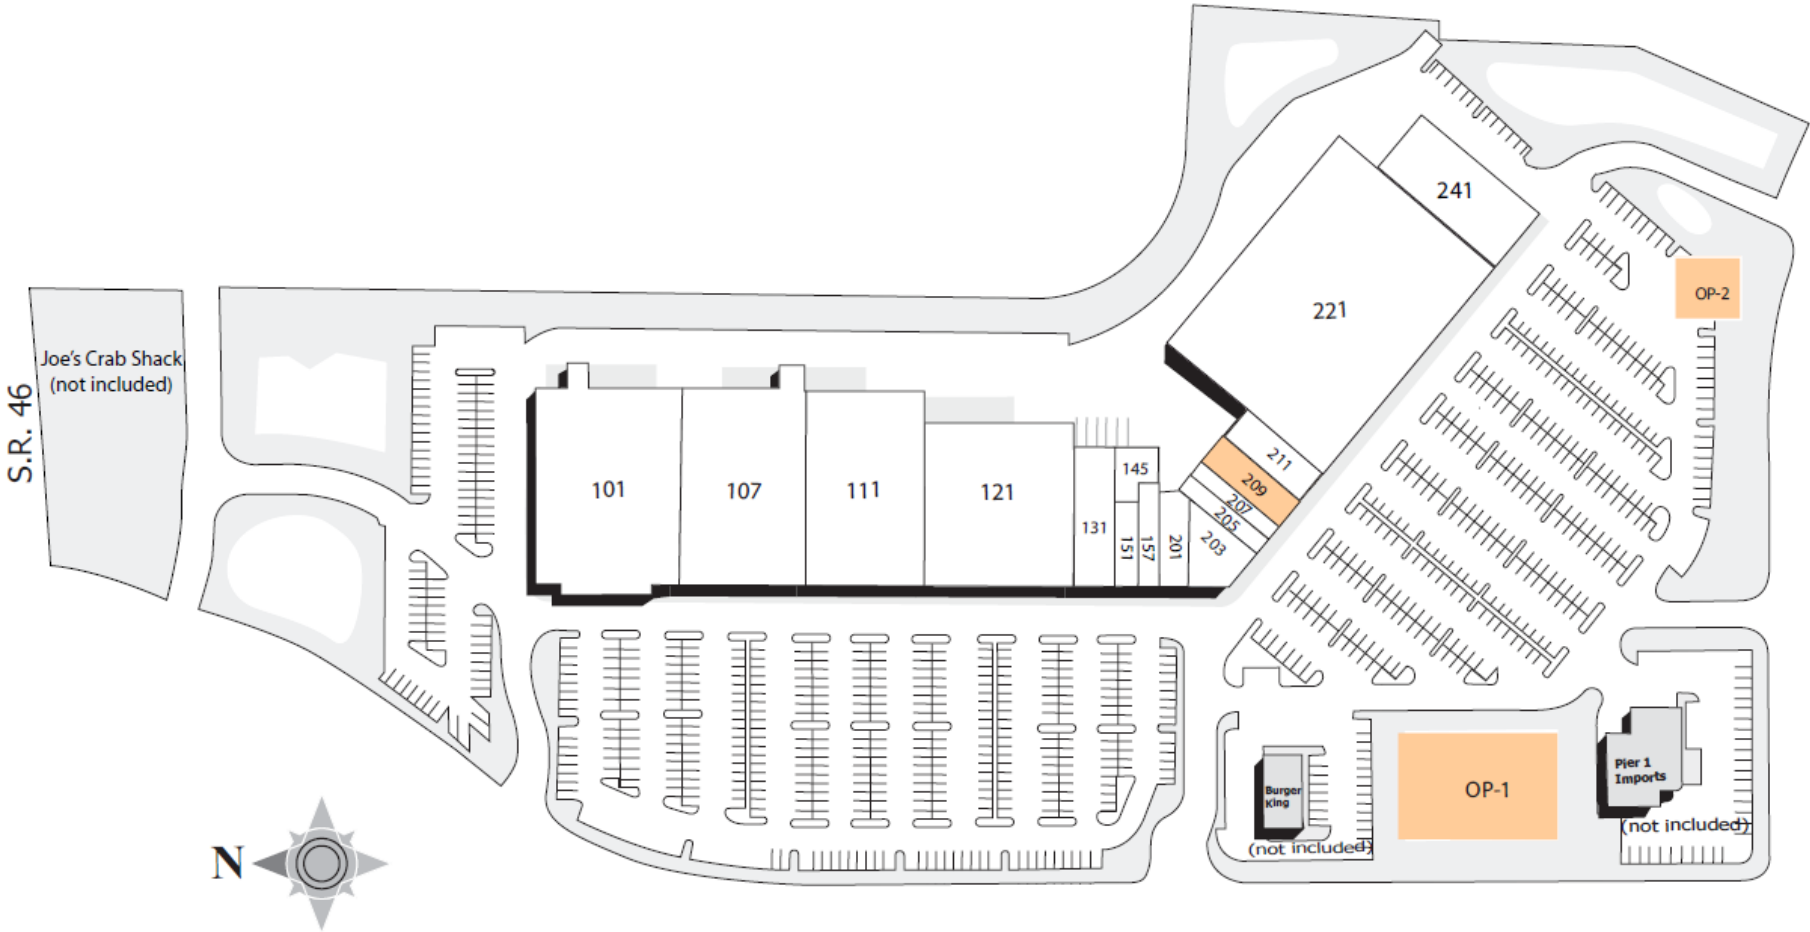 241
OP-2
221
Joe's Crab Shack
(not included)
S.R. 46
211
209
207
205
203
101
107
111
121
145
131
151
157
201
Burger
King
(not included)
OP-1
Pier 1
Imports
(not included)
N